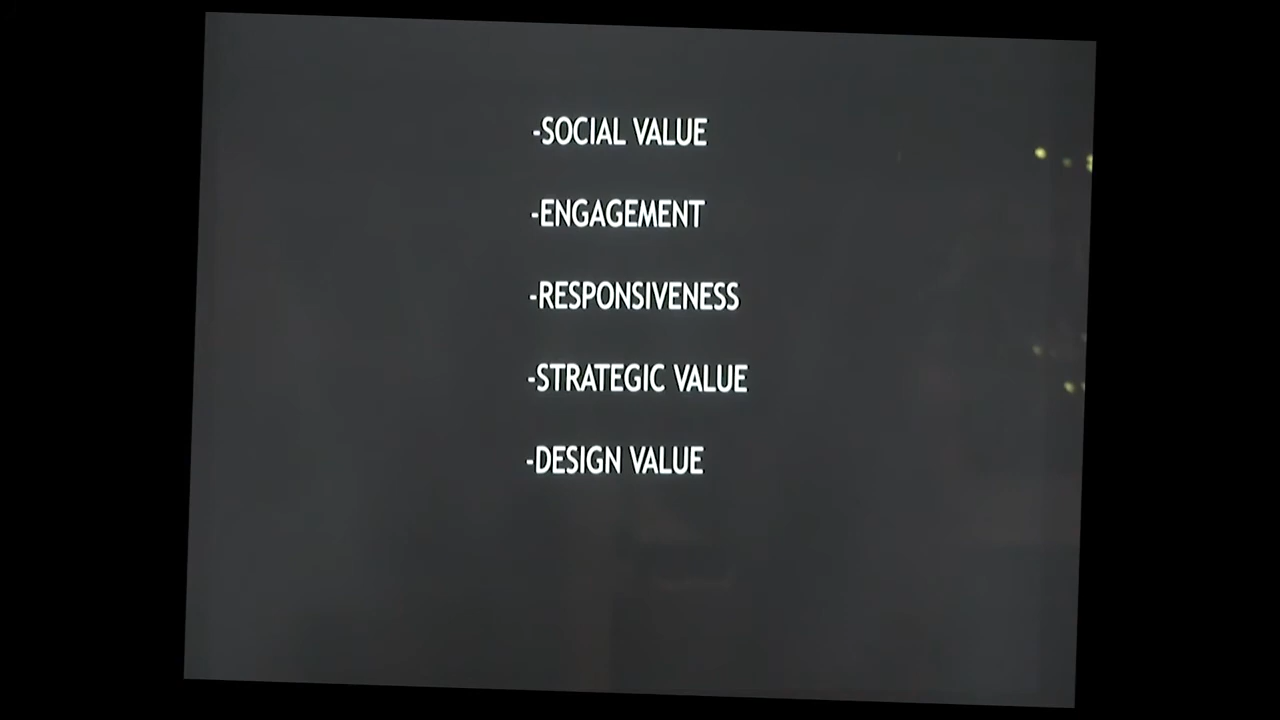 -SOCIAL VALUE
-ENGAGEMENT
-RESPONSIVENESS
-STRATEGIC VALUE
-DESIGN VALUE